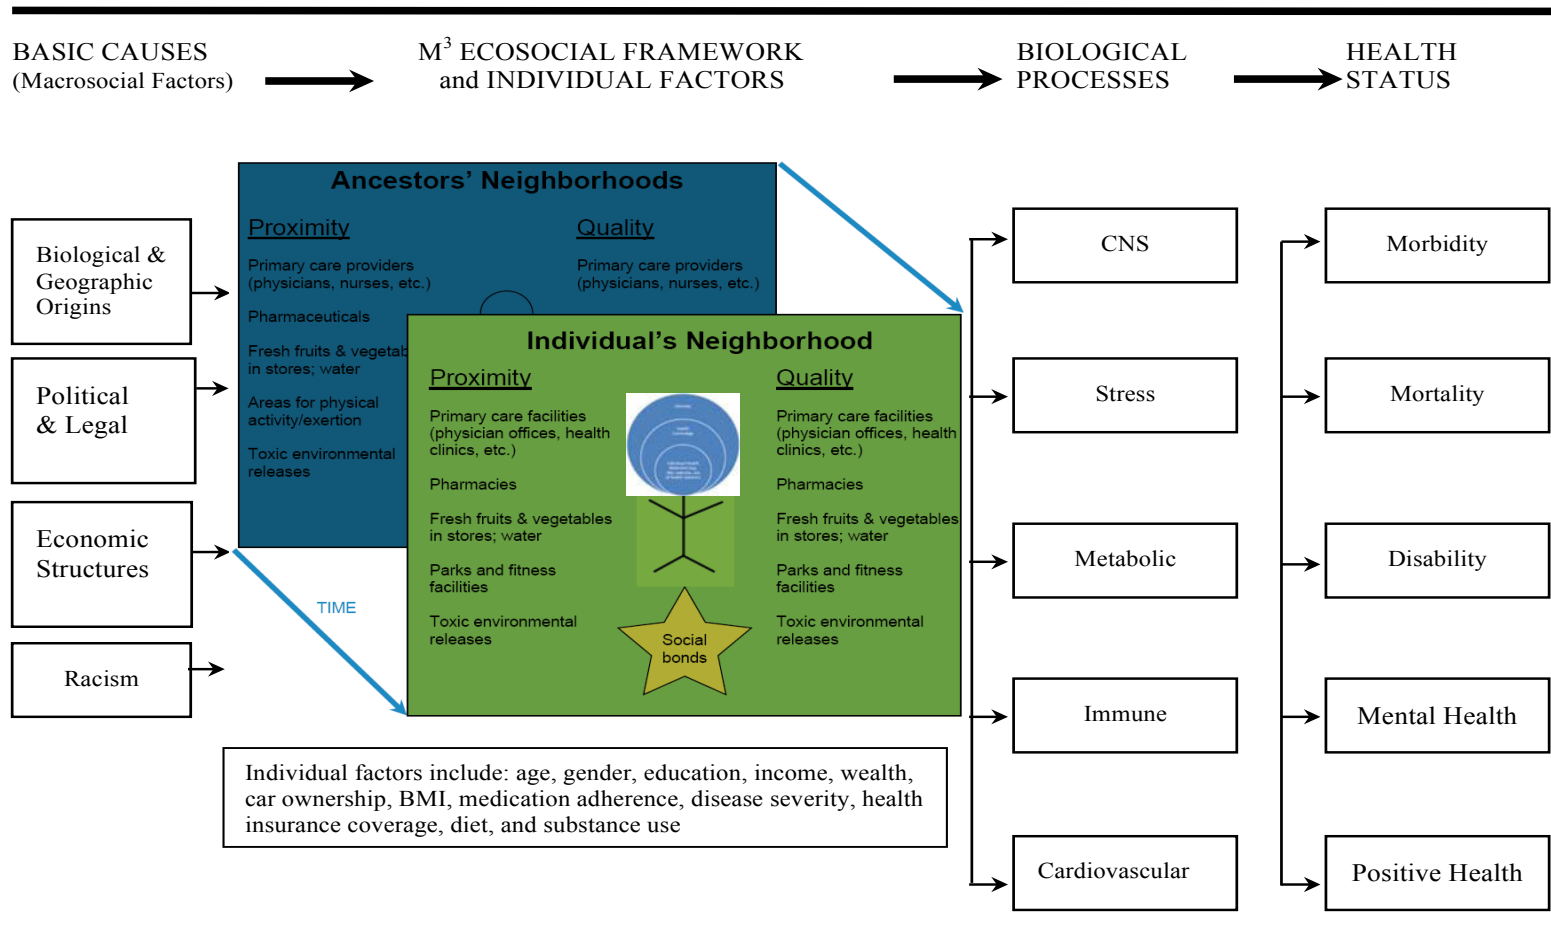 BASIC CAUSES
(Macrosocial Factors)
M³ ECOSOCIAL FRAMEWORK
and INDIVIDUAL FACTORS
BIOLOGICAL
PROCESSES
HEALTH
STATUS
Biological &
Geographic
Origins
Political
& Legal
Economic
Structures
Racism
Ancestors’ Neighborhoods
Proximity
Primary care providers
(physicians, nurses, etc.)
Pharmaceuticals
Fresh fruits & vegetab
in stores; water
Areas for physical
activity/exertion
Toxic environmental
releases
Quality
Primary care providers
(physicians, nurses, etc.)
TIME
Individual’s Neighborhood
Proximity
Primary care facilities
(physician offices, health
clinics, etc.)
Pharmacies
Fresh fruits & vegetables
in stores; water
Parks and fitness
facilities
Toxic environmental
releases
Social
bonds
Quality
Primary care facilities
(physician offices, health
clinics, etc.)
Pharmacies
Fresh fruits & vegetables
in stores; water
Parks and fitness
facilities
Toxic environmental
releases
Individual factors include: age, gender, education, income, wealth,
car ownership, BMI, medication adherence, disease severity, health
insurance coverage, diet, and substance use
CNS
Stress
Metabolic
Immune
Cardiovascular
Morbidity
Mortality
Disability
Mental Health
Positive Health